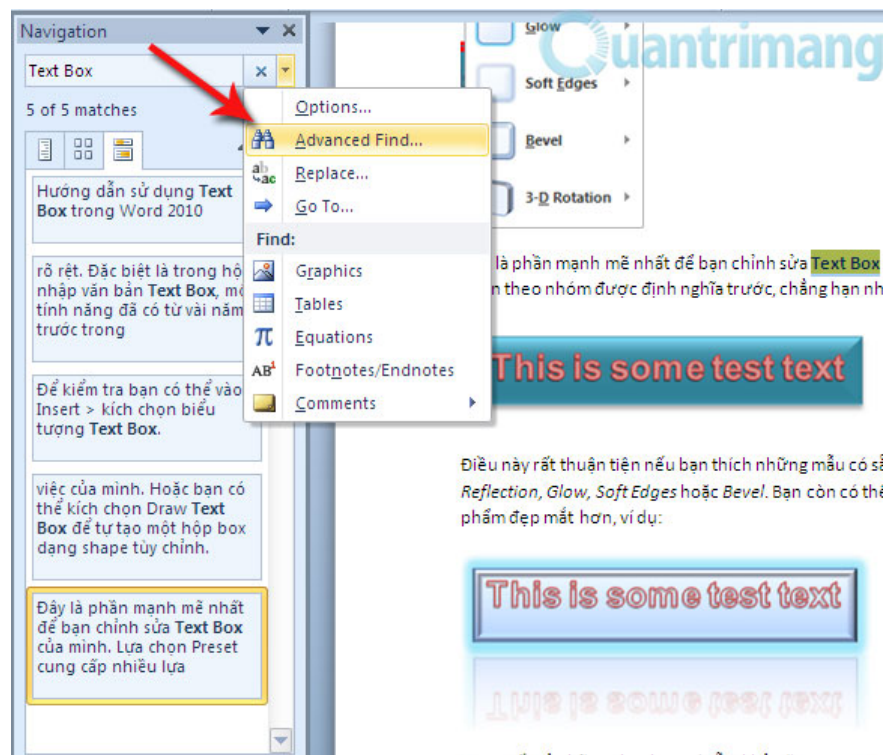 Navigation
Text Box
5 of 5 matches
Hướng dẫn sử dụng Text
Box trong Word 2010
rõ rệt. Đặc biệt là trong
nhập văn bản Text Box,
tính năng đã có từ vài năm
trước trong
Để kiểm tra bạn có thể vào
Insert > kích chọn biểu
tượng Text Box.
việc của mình. Hoặc bạn có
thể kích chọn Draw Text
Box để tự tạo một hộp box
dạng shape tùy chỉnh.
Đây là phần mạnh mẽ nhất
để bạn chỉnh sửa Text Box
của mình. Lựa chọn Preset
cung cấp nhiều lựa
Options...
Advanced Find...
Replace...
Go To...
Find:
Graphics
Tables
Equations
Footnotes/Endnotes
Comments
Glow
Soft Edges
Bevel
3-D Rotation
Quantrimang
là phần mạnh mẽ nhất để bạn chỉnh sửa Text Box
theo nhóm được định nghĩa trước, chẳng hạn
This is some test text
Điều này rất thuận tiện nếu bạn thích những mẫu có
Reflection, Glow, Soft Edges hoặc Bevel. Bạn còn có thể
phẩm đẹp mắt hơn, ví dụ:
This is some test text